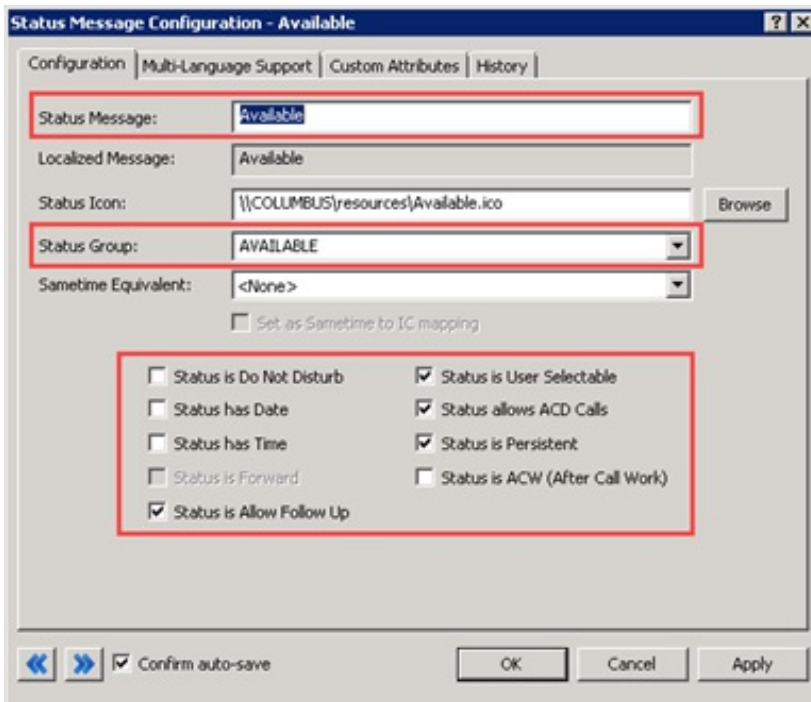 Status Message Configuration - Available
Configuration Multi-Language Support Custom Attributes History
Status Message: Available
Localized Message: Available
Status Icon: \\COLUMBUS\resources\Available.ico Browse
Status Group: AVAILABLE
Sametime Equivalent: <None>
Set as Sametime to IC mapping
Status is Do Not Disturb Status is User Selectable
Status has Date Status allows ACD Calls
Status has Time Status is Persistent
Status is Forward Status is ACW (After Call Work)
Status is Allow Follow Up
Confirm auto-save OK Cancel Apply